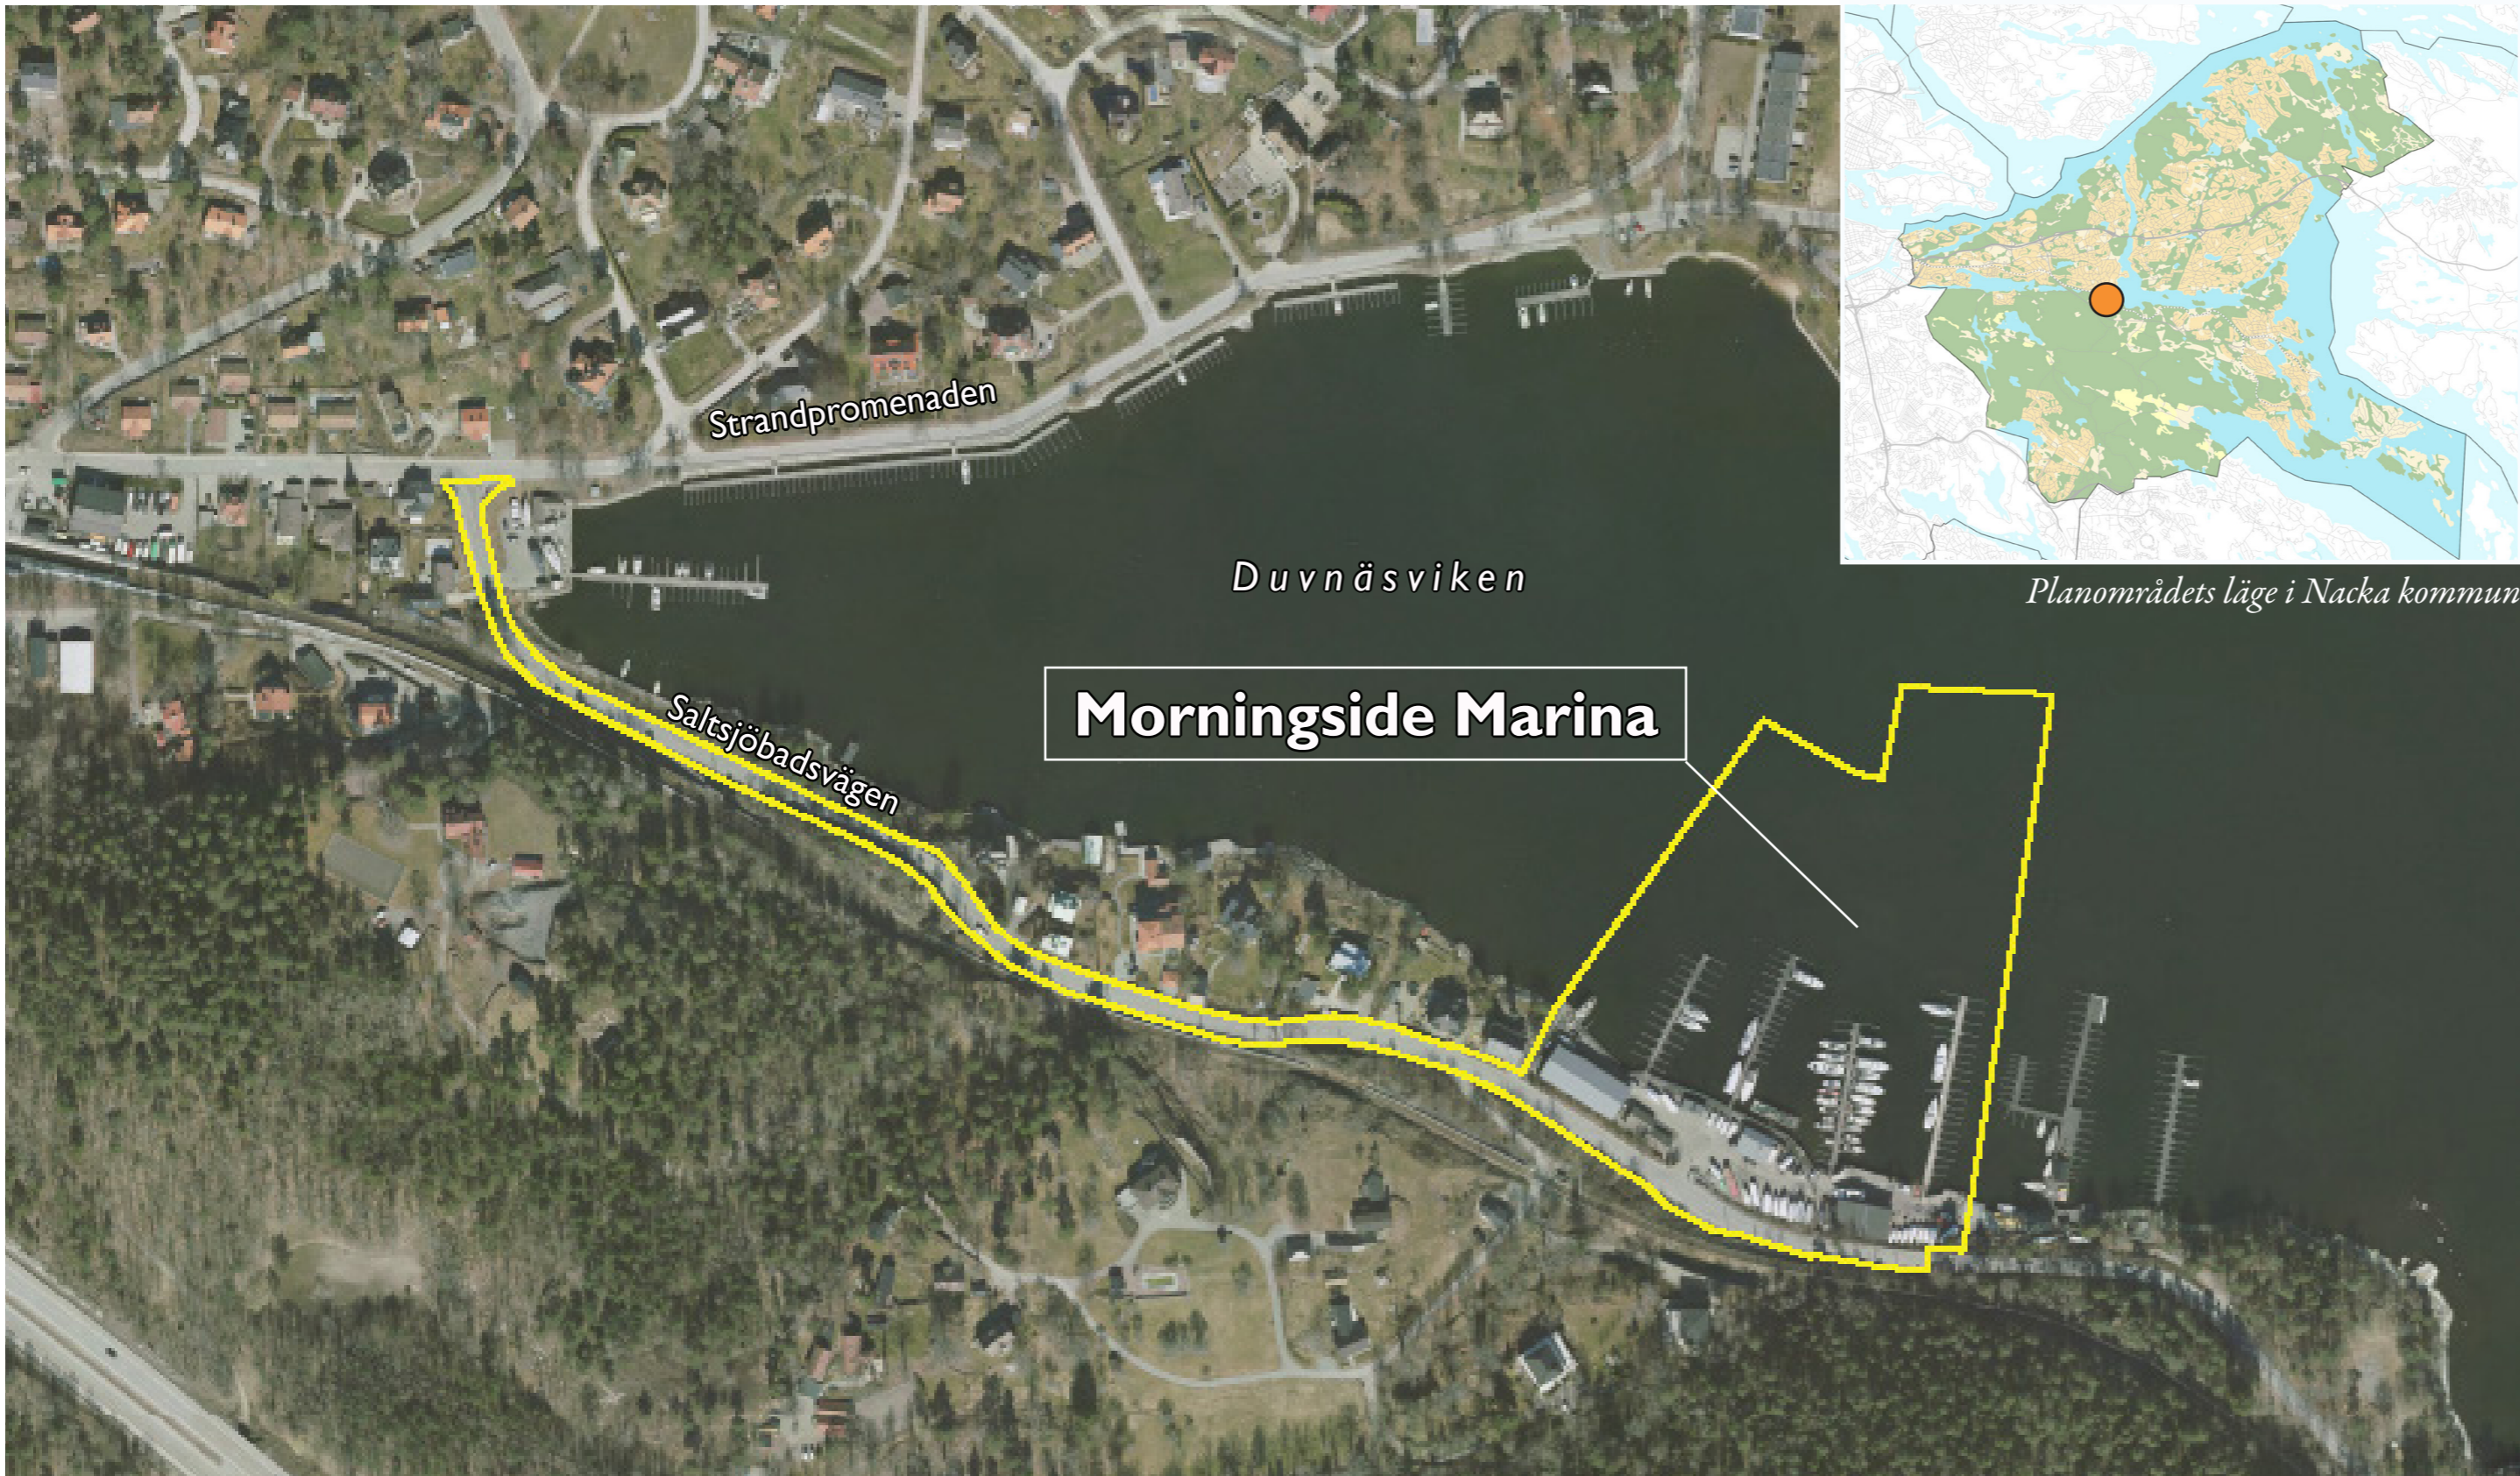 Strandpromenaden
Duvnäsviken
Planområdets läge i Nacka kommun
Morningside Marina
Saltsjöbadsvägen